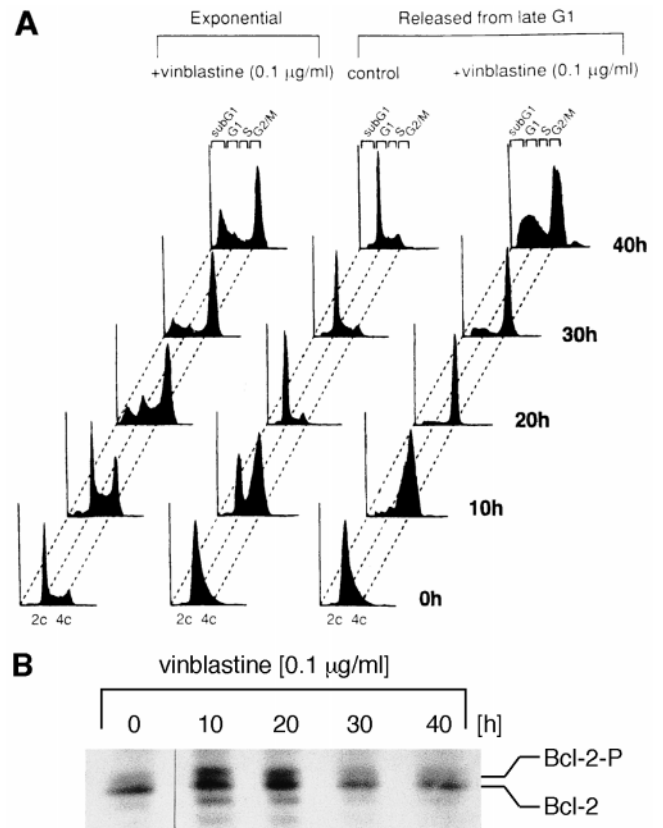 A
Exponential
Released from late G1
+vinblastine (0.1 µg/ml)
control
+vinblastine (0.1 µg/ml)
subG1 G1 S G2/M
subG1 G1 S G2/M
subG1 G1 S G2/M
40h
30h
20h
10h
0h
2c 4c
2c 4c
2c 4c
B
vinblastine [0.1 µg/ml]
0 10 20 30 40 [h]
Bcl-2-P
Bcl-2